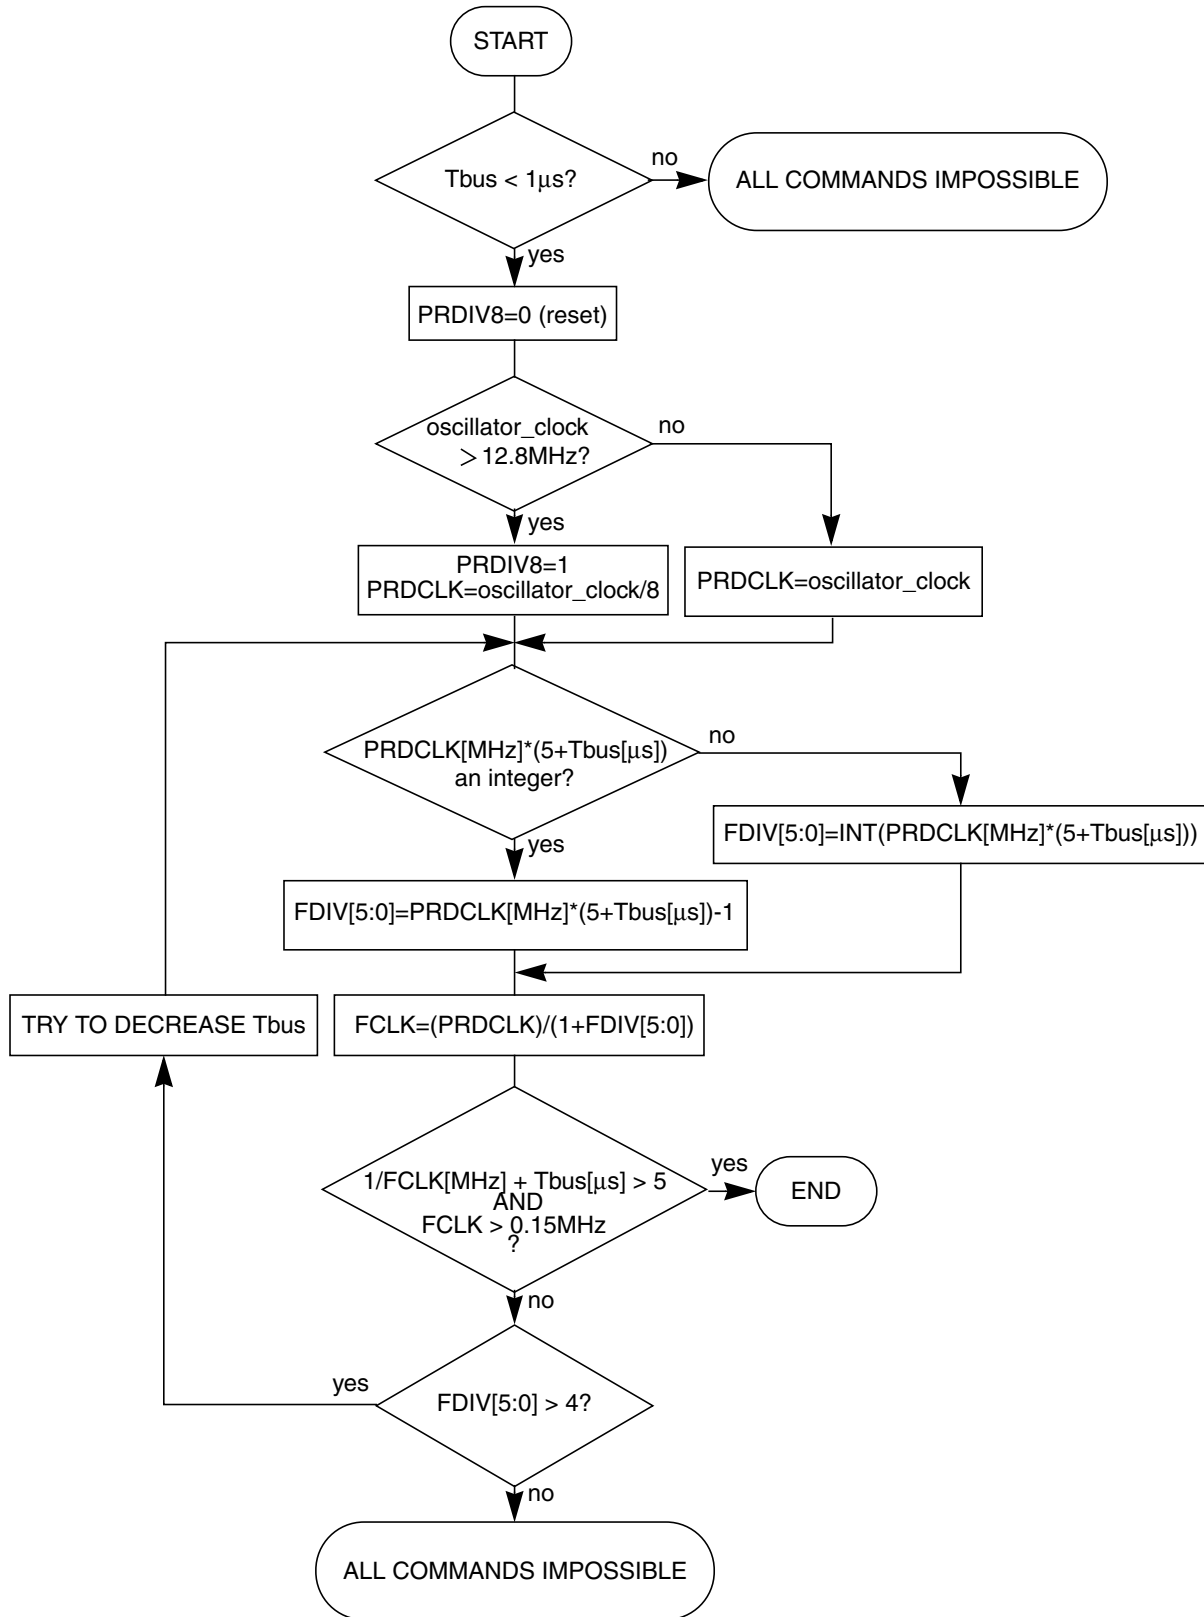 START
Tbus < 1μs?
no
ALL COMMANDS IMPOSSIBLE
yes
PRDIV8=0 (reset)
oscillator_clock
> 12.8MHz?
no
yes
PRDIV8=1
PRDCLK=oscillator_clock/8
PRDCLK=oscillator_clock
PRDCLK[MHz]*(5+Tbus[μs])
an integer?
no
yes
FDIV[5:0]=INT(PRDCLK[MHz]*(5+Tbus[μs]))
FDIV[5:0]=PRDCLK[MHz]*(5+Tbus[μs])-1
TRY TO DECREASE Tbus
FCLK=(PRDCLK)/(1+FDIV[5:0])
1/FCLK[MHz] + Tbus[μs] > 5
AND
FCLK > 0.15MHz
?
yes
END
no
FDIV[5:0] > 4?
yes
no
ALL COMMANDS IMPOSSIBLE